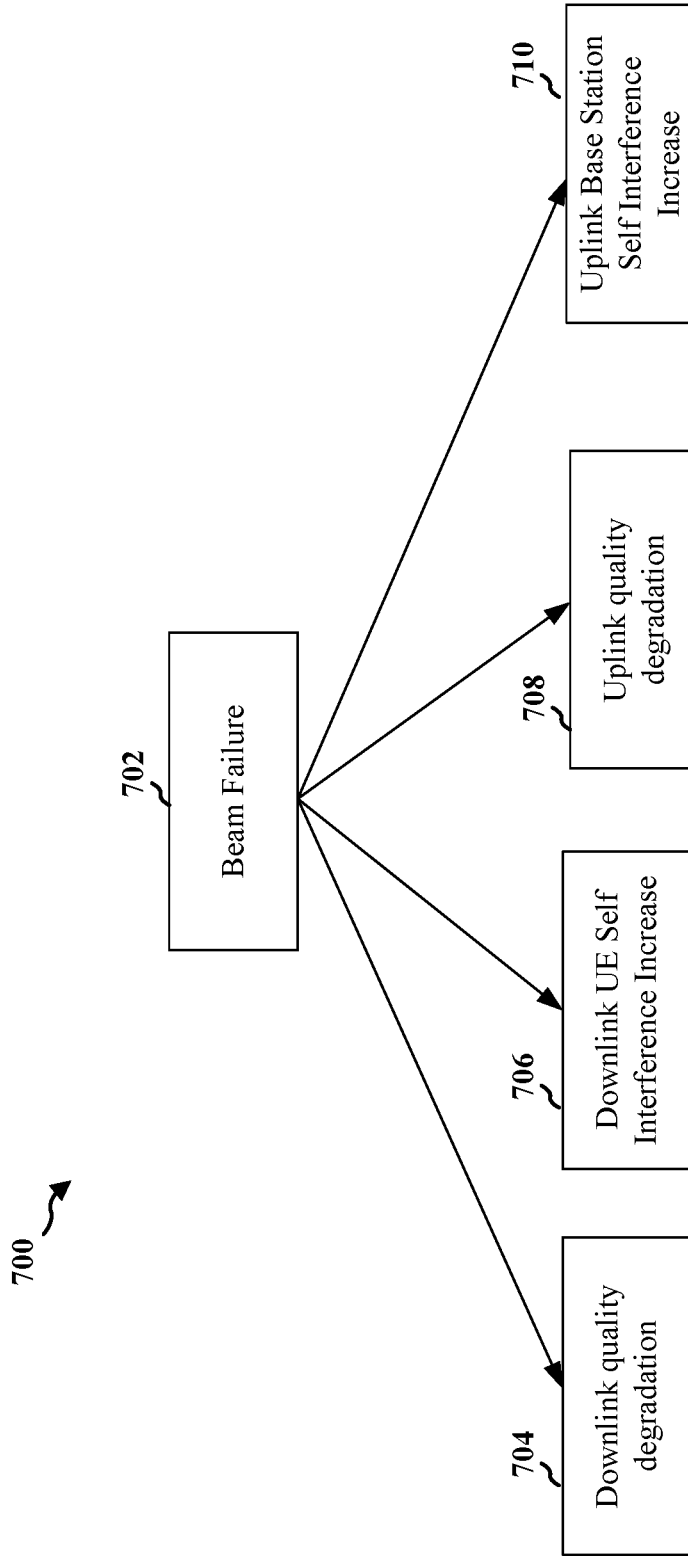 700
702
Beam Failure
704
Downlink quality
degradation
706
Downlink UE Self
Interference Increase
708
Uplink quality
degradation
710
Uplink Base Station
Self Interference
Increase